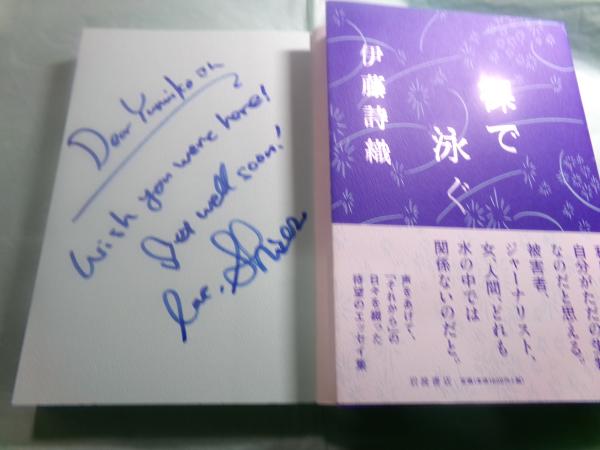 Dear Yumiko on
Wish you were here!
Get well soon!
Love. Shiori
伊藤詩織
裸で
泳ぐ
自分がただの生
なのだと思える。
被害者、
ジャーナリスト、
女、人間、どれも
水の中では
関係ないのだと。
声をあげて、
「それから」の
日々を綴った
待望のエッセイ集
岩波書店